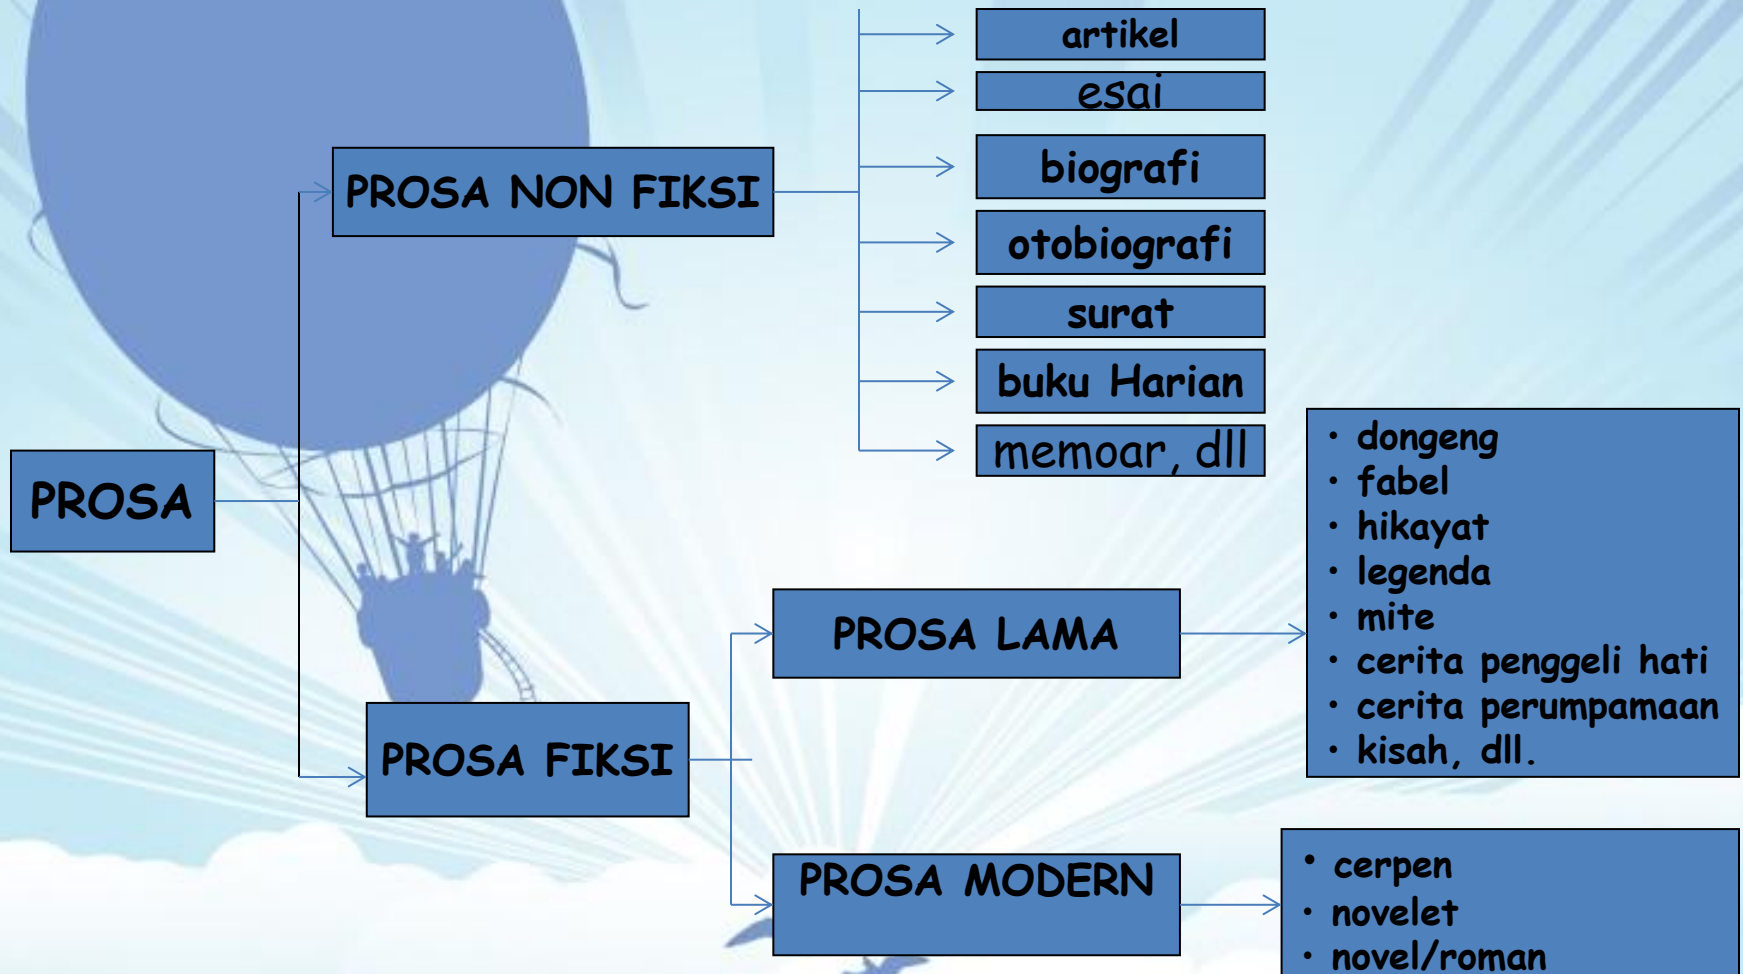 artikel
esai
biografi
PROSA NON FIKSI
otobiografi
surat
buku Harian
memoar, dll
PROSA
• dongeng
• fabel
• hikayat
• legenda
• mite
• cerita penggeli hati
• cerita perumpamaan
• kisah, dll.
PROSA LAMA
PROSA FIKSI
PROSA MODERN
• cerpen
• novelet
• novel/roman